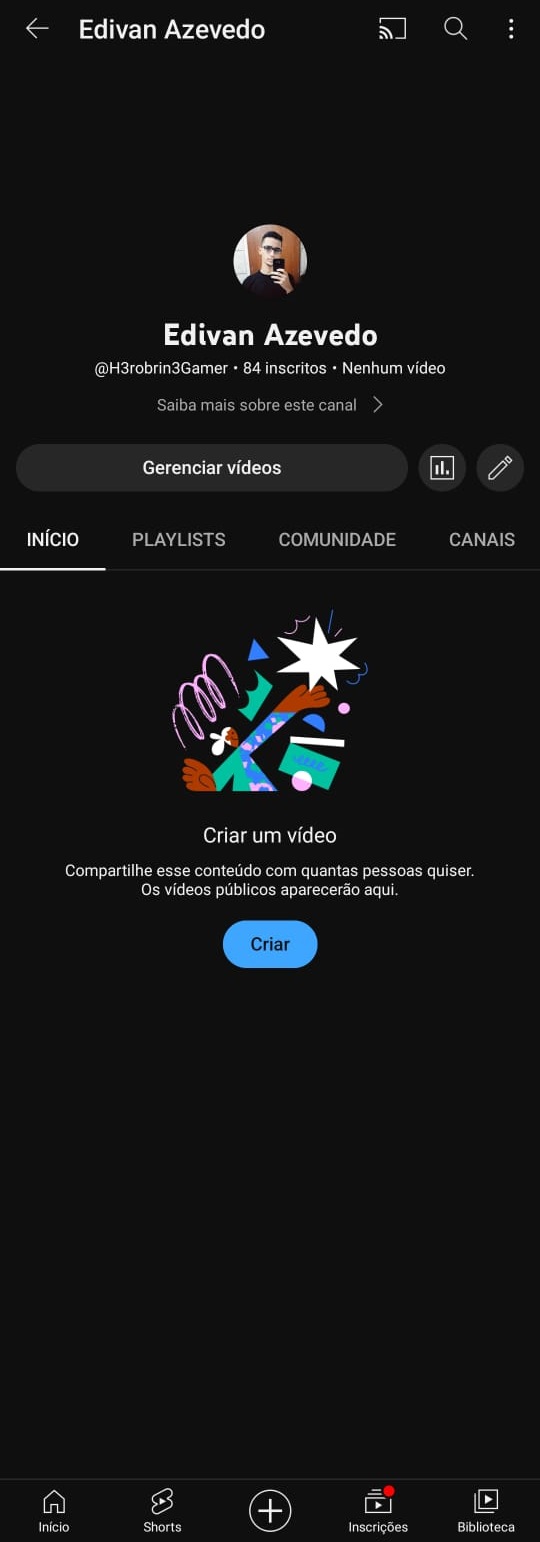 Edivan Azevedo
Edivan Azevedo
@H3robrin3Gamer • 84 inscritos • Nenhum vídeo
Saiba mais sobre este canal
Gerenciar vídeos
INÍCIO PLAYLISTS COMUNIDADE CANAIS
Criar um vídeo
Compartilhe esse conteúdo com quantas pessoas quiser.
Os vídeos públicos aparecerão aqui.
Criar
Início Shorts Inscrições Biblioteca